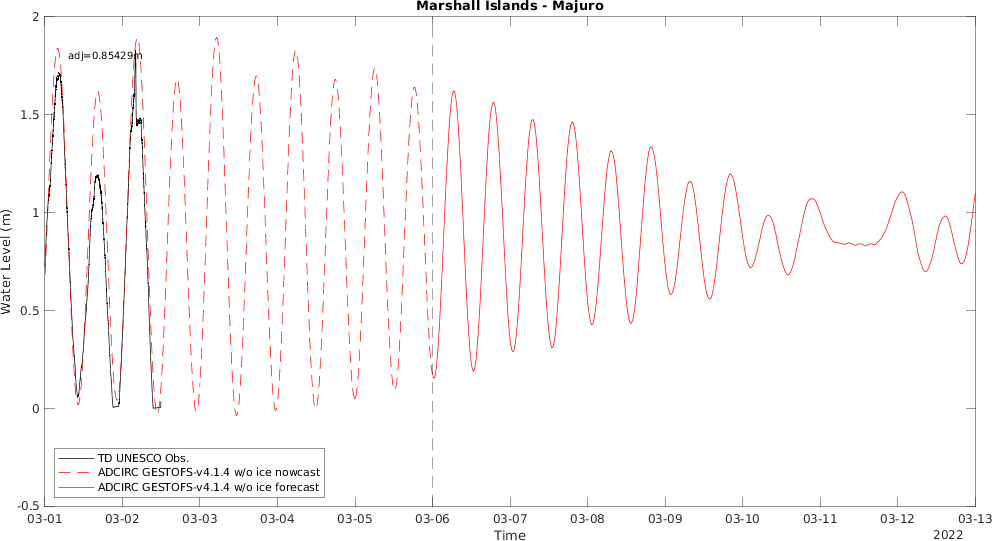 Marshall Islands - Majuro
2
adj=0.85429m
1.5
1
0.5
0
-0.5
Water Level (m)
TD UNESCO Obs.
ADCIRC GESTOFS-v4.1.4 w/o ice nowcast
ADCIRC GESTOFS-v4.1.4 w/o ice forecast
03-01 03-02 03-03 03-04 03-05 03-06 03-07 03-08 03-09 03-10 03-11 03-12 03-13
Time
2022